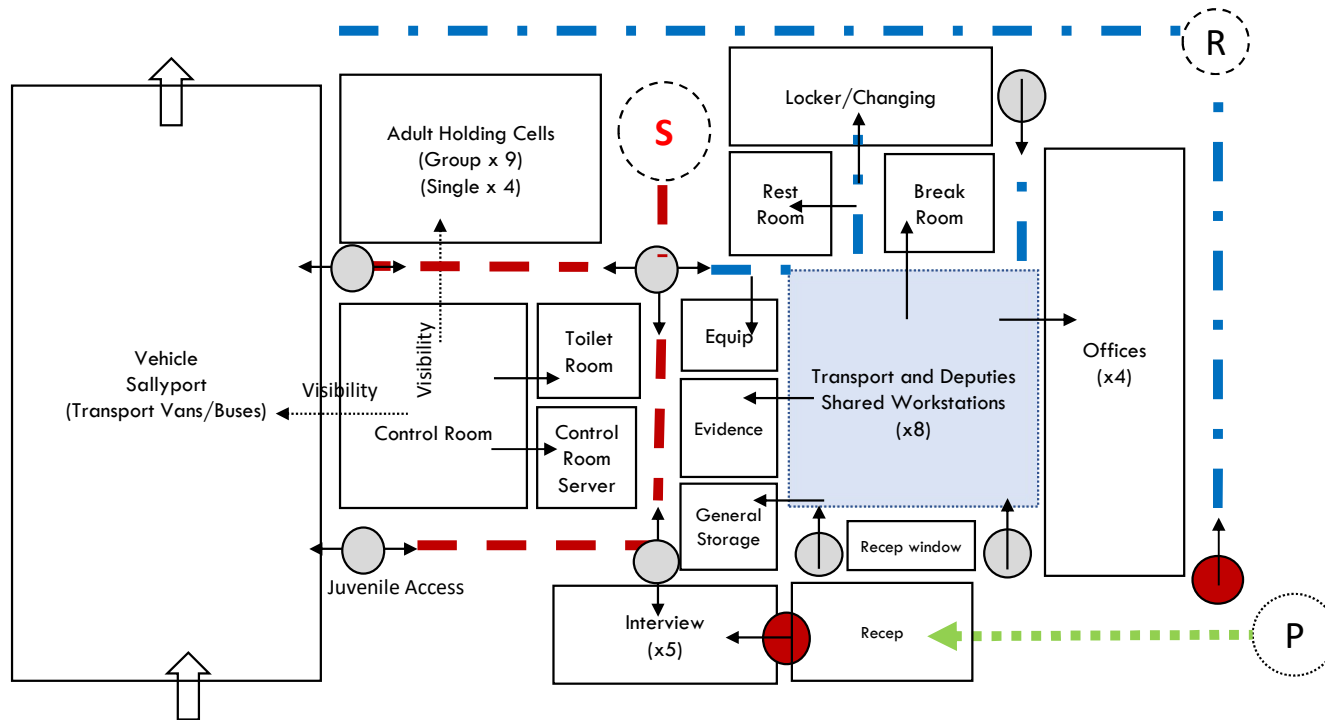 R
Locker/Changing
Adult Holding Cells
(Group x 9)
(Single x 4)
S
Rest
Room
Break
Room
Vehicle
Sallyport
(Transport Vans/Buses)
Visibility
Visibility
Control Room
Toilet
Room
Control
Room
Server
Equip
Evidence
General
Storage
Transport and Deputies
Shared Workstations
(x8)
Offices
(x4)
Recep window
Juvenile Access
Interview
(x5)
Recep
P